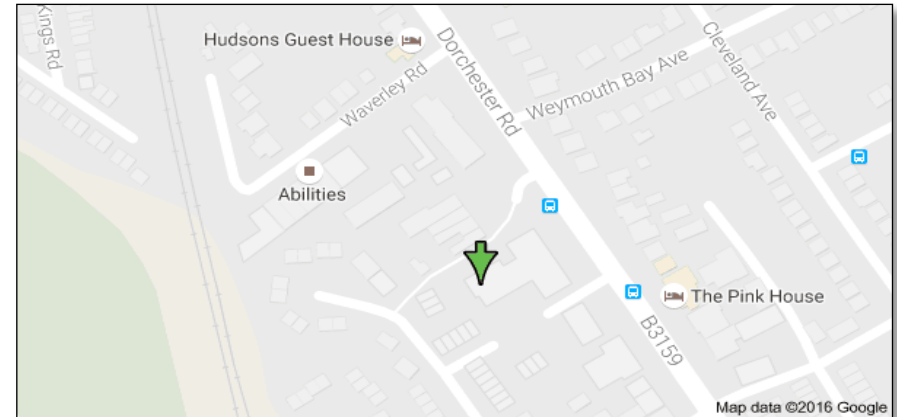 Kings Rd
Hudsons Guest House
Dorchester Rd
Cleveland Ave
Waverley Rd
Weymouth Bay Ave
Abilities
The Pink House
B3159
Map data ©2016 Google